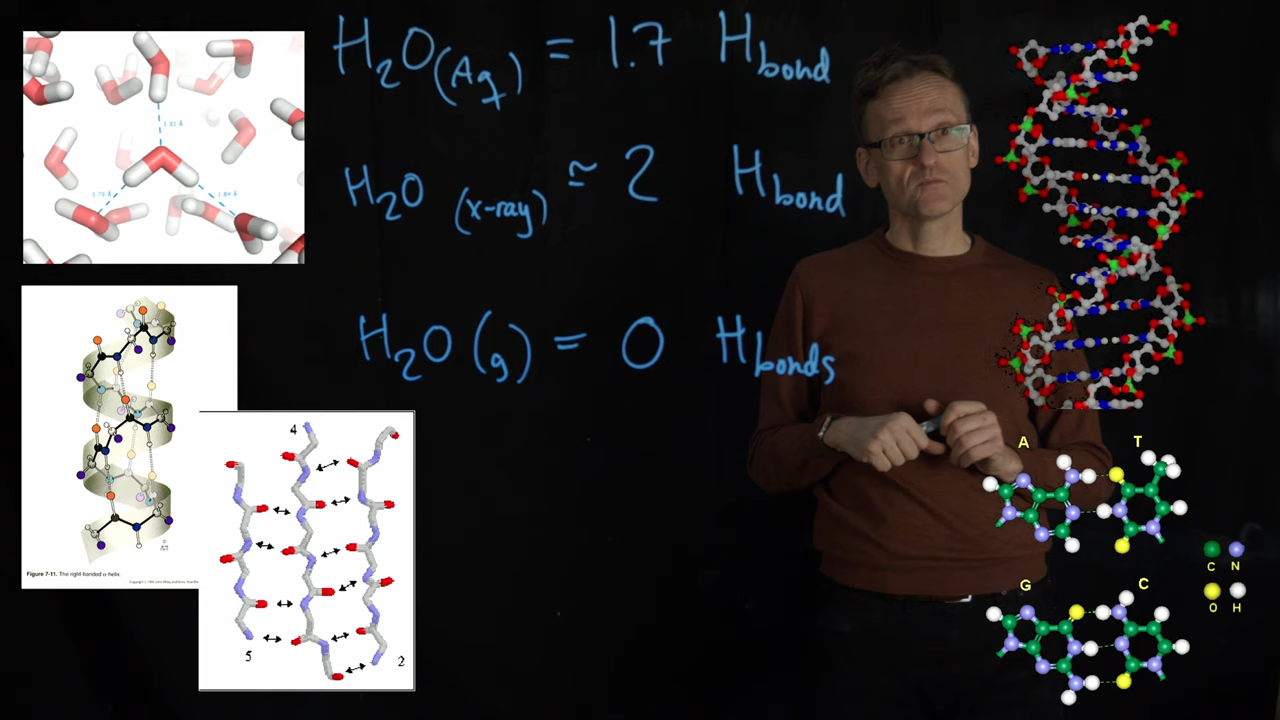 H₂O(Aq) = 1.7 Hbond
H₂O (x-ray) ≃ 2 Hbond
H₂O (g) = 0 Hbonds
1.81 Å
1.79 Å
1.84 Å
Figure 7-11. The right-handed α-helix.
4
5
2
A
T
G
C
C
N
O
H